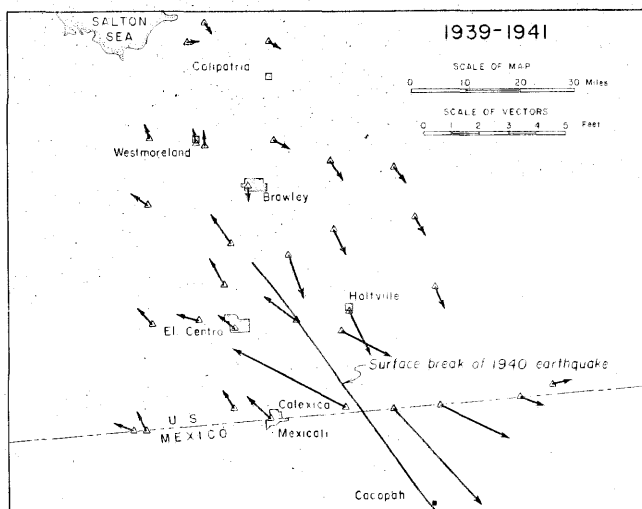 SALTON
SEA
1939-1941
Calipatria
SCALE OF MAP
0 10 20 30 Miles
SCALE OF VECTORS
0 1 2 3 4 5 Feet
Westmoreland
Brawley
Holtville
El Centro
Surface break of 1940 earthquake
U S
MEXICO
Calexico
Mexicali
Cocopah